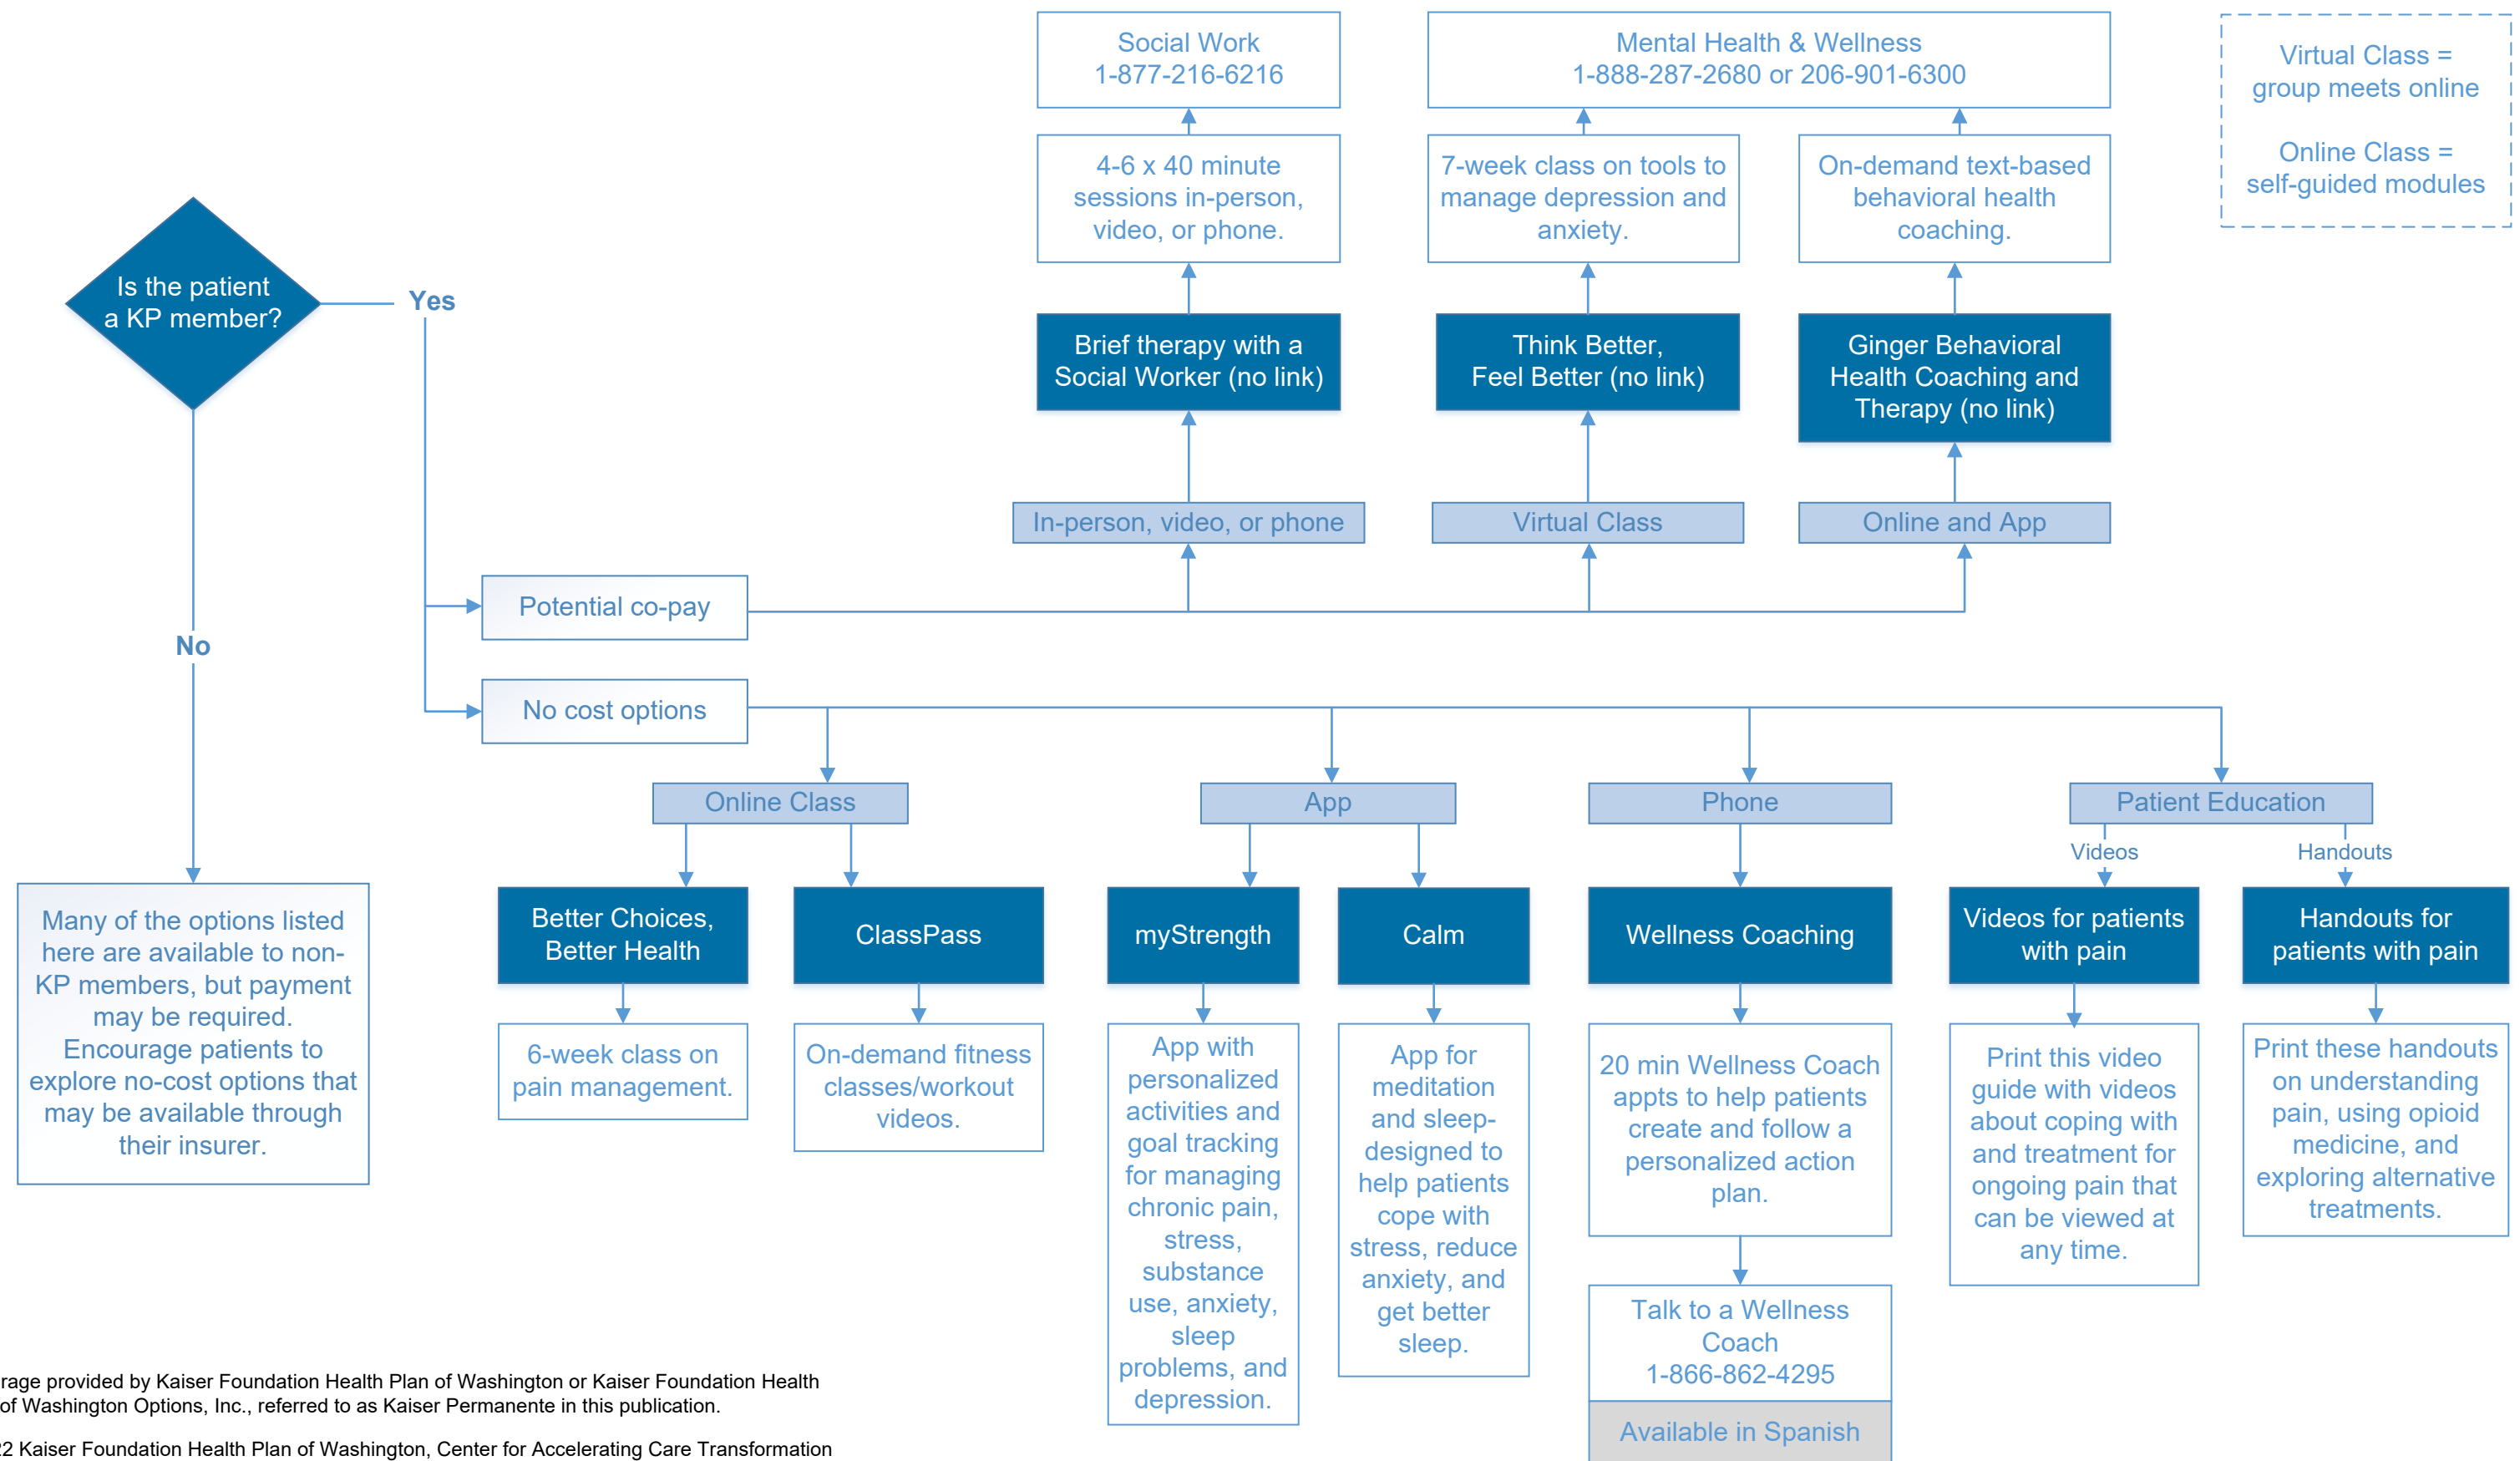 Social Work
1-877-216-6216
Mental Health & Wellness
1-888-287-2680 or 206-901-6300
Virtual Class =
group meets online
Online Class =
self-guided modules
4-6 x 40 minute
sessions in-person,
video, or phone.
7-week class on tools to
manage depression and
anxiety.
On-demand text-based
behavioral health
coaching.
Is the patient
a KP member?
Yes
Brief therapy with a
Social Worker (no link)
Think Better,
Feel Better (no link)
Ginger Behavioral
Health Coaching and
Therapy (no link)
In-person, video, or phone
Virtual Class
Online and App
Potential co-pay
No
No cost options
Online Class
App
Phone
Patient Education
Videos
Handouts
Many of the options listed
here are available to non-
KP members, but payment
may be required.
Encourage patients to
explore no-cost options that
may be available through
their insurer.
Better Choices,
Better Health
ClassPass
myStrength
Calm
Wellness Coaching
Videos for patients
with pain
Handouts for
patients with pain
6-week class on
pain management.
On-demand fitness
classes/workout
videos.
App with
personalized
activities and
goal tracking
for managing
chronic pain,
stress,
substance
use, anxiety,
sleep
problems, and
depression.
App for
meditation
and sleep-
designed to
help patients
cope with
stress, reduce
anxiety, and
get better
sleep.
20 min Wellness Coach
appts to help patients
create and follow a
personalized action
plan.
Print this video
guide with videos
about coping with
and treatment for
ongoing pain that
can be viewed at
any time.
Print these handouts
on understanding
pain, using opioid
medicine, and
exploring alternative
treatments.
Talk to a Wellness
Coach
1-866-862-4295
Available in Spanish
rage provided by Kaiser Foundation Health Plan of Washington or Kaiser Foundation Health
of Washington Options, Inc., referred to as Kaiser Permanente in this publication.
22 Kaiser Foundation Health Plan of Washington, Center for Accelerating Care Transformation